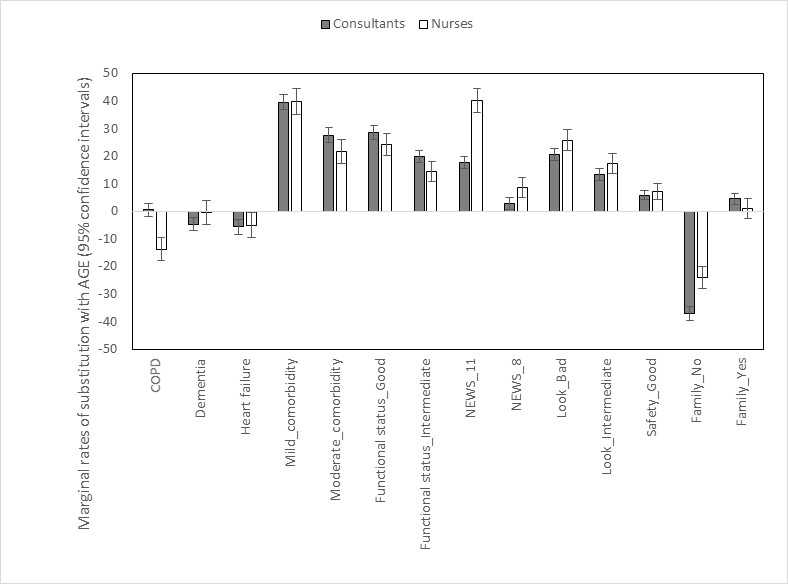 Consultants Nurses
Marginal rates of substitution with AGE (95% confidence intervals)
50
40
30
20
10
0
-10
-20
-30
-40
-50
COPD
Dementia
Heart failure
Mild_comorbidity
Moderate_comorbidity
Functional status_Good
Functional status_Intermediate
NEWS_11
NEWS_8
Look_Bad
Look_Intermediate
Safety_Good
Family_No
Family_Yes